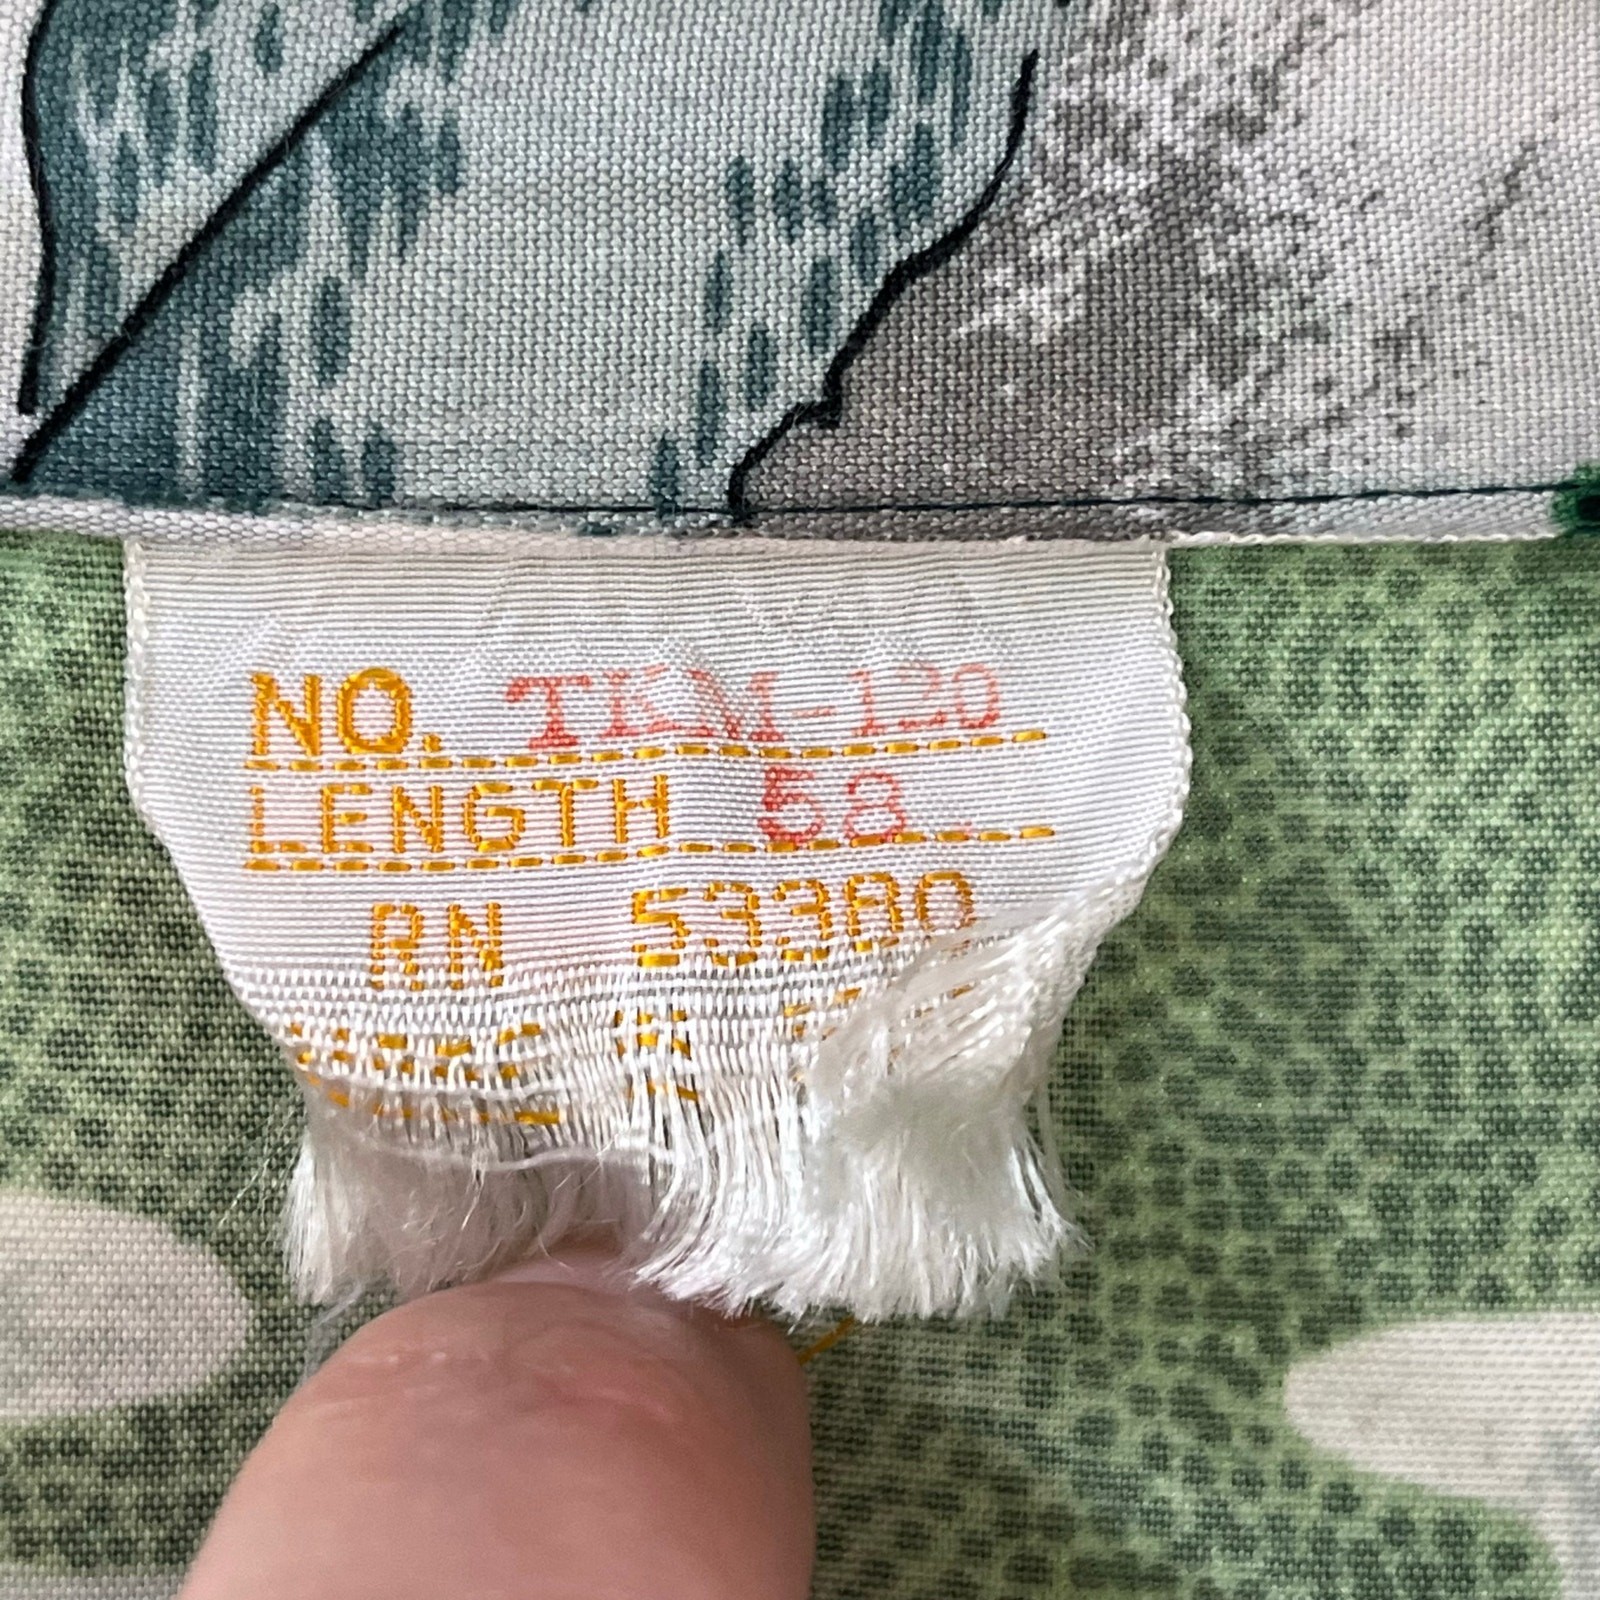 NO. TKM-120
LENGTH 58
RN 53380